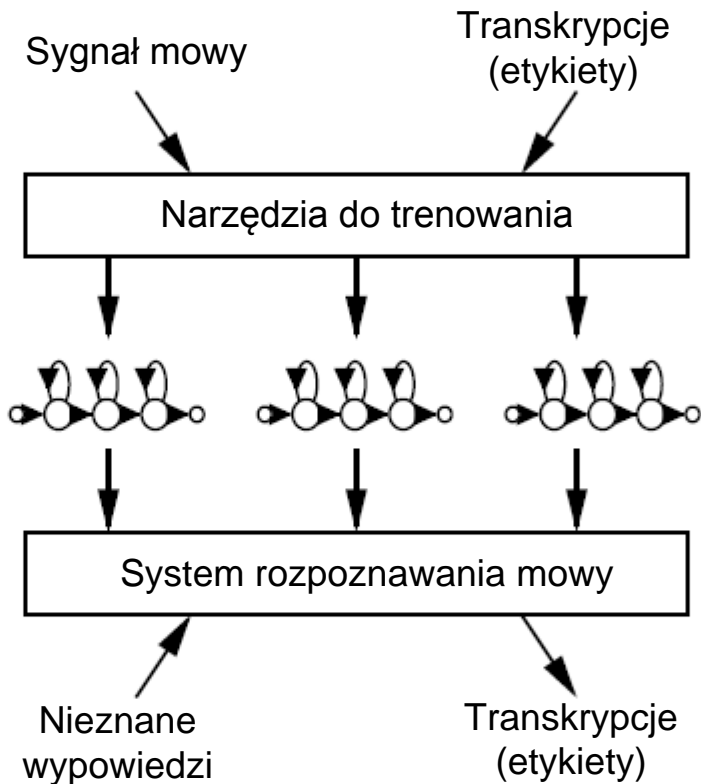 Sygnał mowy
Transkrypcje
(etykiety)
Narzędzia do trenowania
System rozpoznawania mowy
Nieznane
wypowiedzi
Transkrypcje
(etykiety)